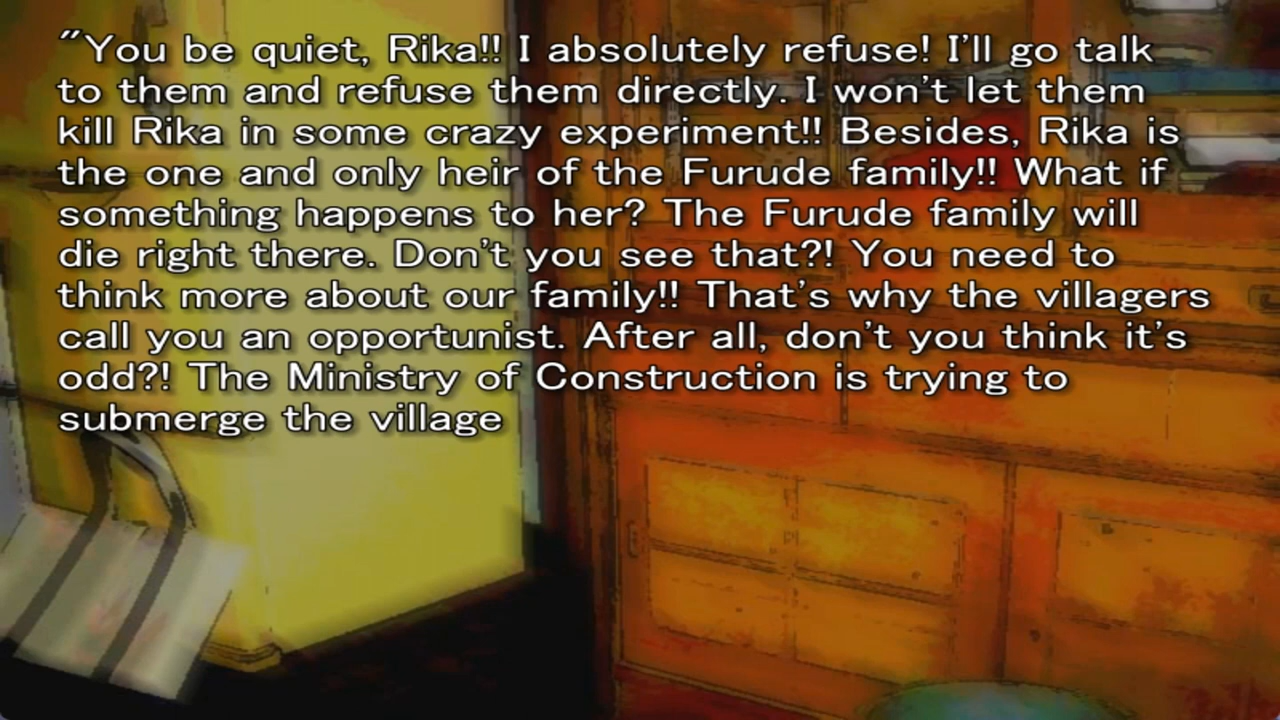 "You be quiet, Rika!! I absolutely refuse! I'll go talk
to them and refuse them directly. I won't let them
kill Rika in some crazy experiment!! Besides, Rika is
the one and only heir of the Furude family!! What if
something happens to her? The Furude family will
die right there. Don't you see that?! You need to
think more about our family!! That's why the villagers
call you an opportunist. After all, don't you think it's
odd?! The Ministry of Construction is trying to
submerge the village